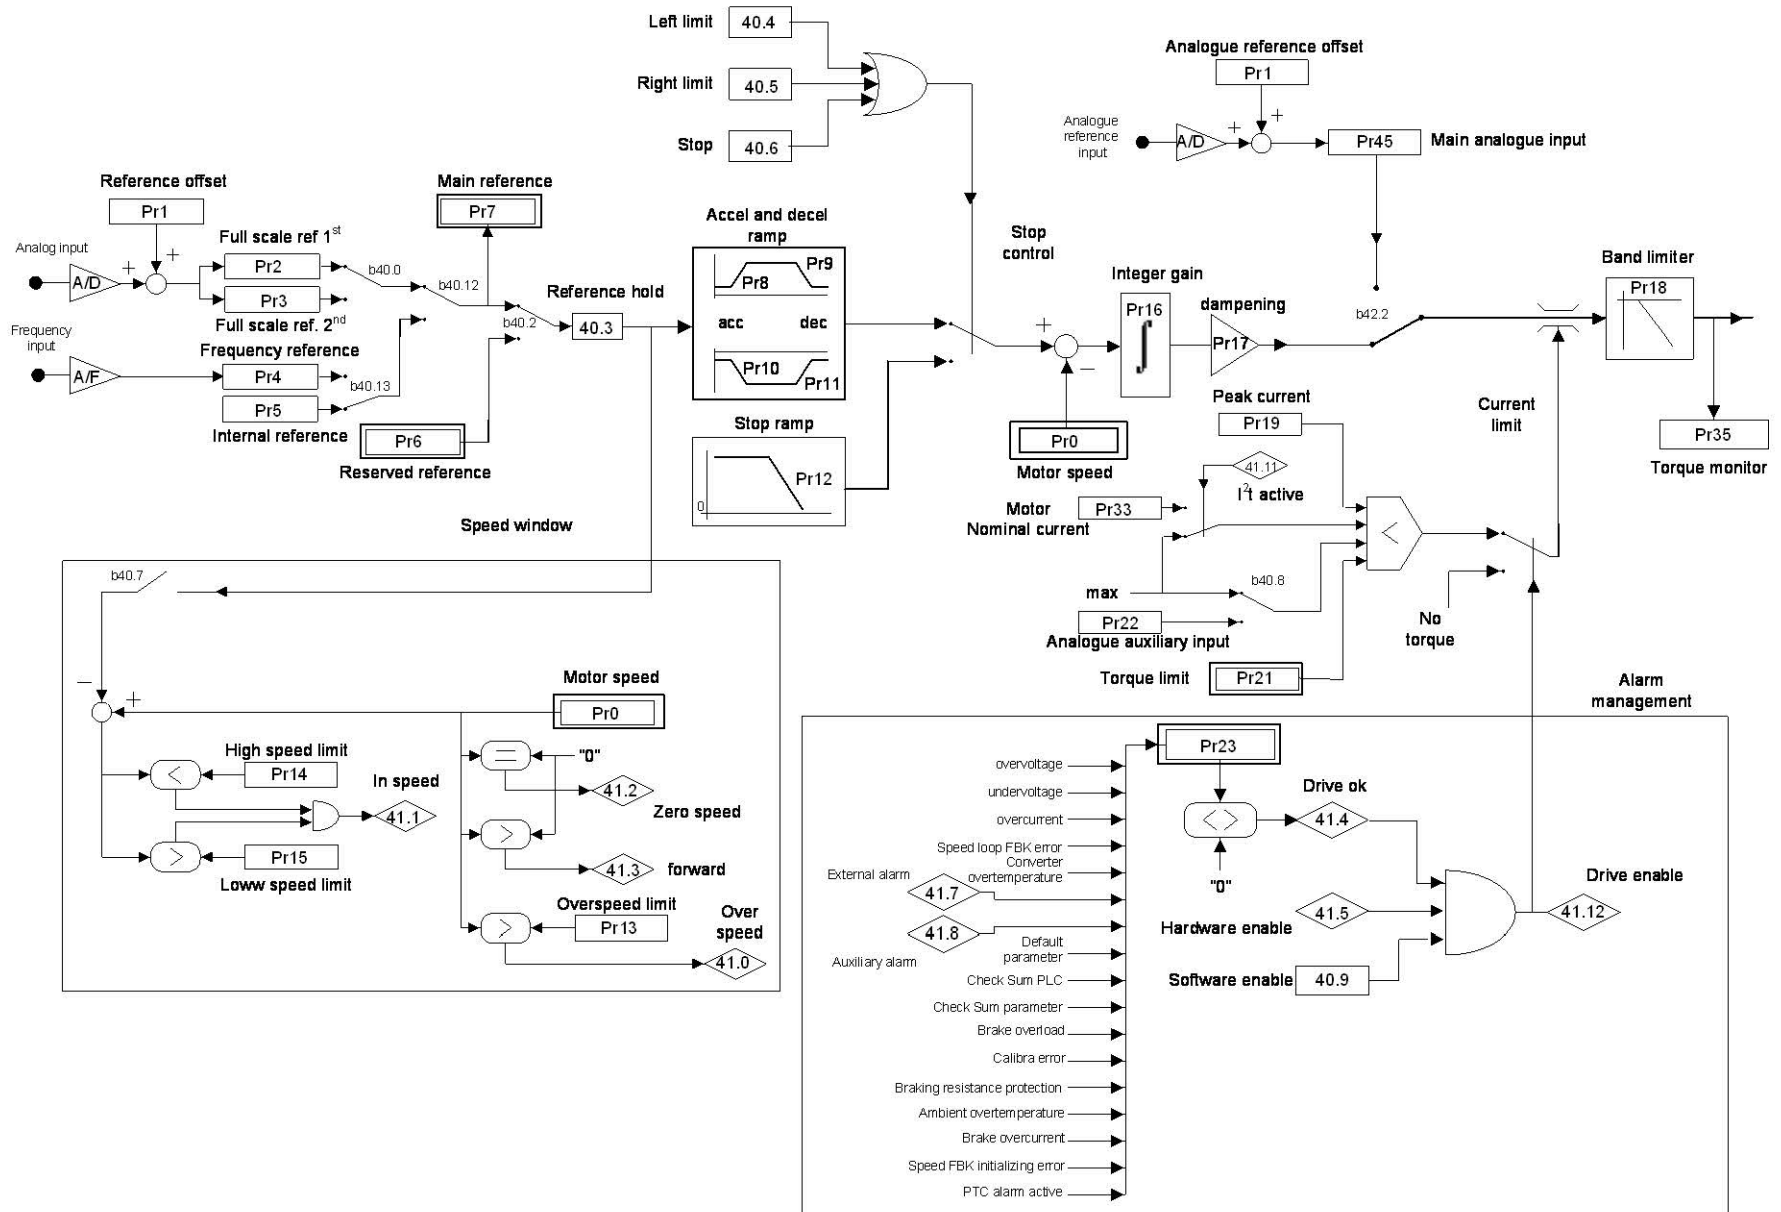 Left limit
40.4
Right limit
40.5
Stop
40.6
Analogue reference offset
Pr1
Analogue
reference
input
A/D
+
+
Pr45
Main analogue input
Reference offset
Pr1
Analog input
A/D
+
+
Full scale ref 1st
Pr2
Pr3
Full scale ref. 2nd
b40.0
Frequency
input
A/F
Frequency reference
Pr4
Pr5
Internal reference
b40.13
b40.12
Main reference
Pr7
b40.2
Pr6
Reserved reference
Reference hold
40.3
Accel and decel
ramp
Pr9
Pr8
acc
dec
Pr10
Pr11
Stop ramp
Pr12
0
Stop
control
+
−
Pr0
Motor speed
Integer gain
Pr16
∫
dampening
Pr17
b42.2
Band limiter
Pr18
Current
limit
Pr35
Torque monitor
Peak current
Pr19
41.11
I2t active
Motor
Nominal current
Pr33
<
max
b40.8
Pr22
Analogue auxiliary input
Torque limit
Pr21
No
torque
Speed window
b40.7
−
+
Motor speed
Pr0
High speed limit
<
Pr14
In speed
41.1
>
Pr15
Loww speed limit
=
"0"
41.2
Zero speed
>
41.3
forward
Overspeed limit
>
Pr13
Over
speed
41.0
Alarm
management
Pr23
overvoltage
undervoltage
overcurrent
Speed loop FBK error
Converter
overtemperature
External alarm
41.7
41.8
Auxiliary alarm
Default
parameter
Check Sum PLC
Check Sum parameter
Brake overload
Calibra error
Braking resistance protection
Ambient overtemperature
Brake overcurrent
Speed FBK initializing error
PTC alarm active
<>
"0"
Drive ok
41.4
41.5
Hardware enable
Software enable
40.9
Drive enable
41.12